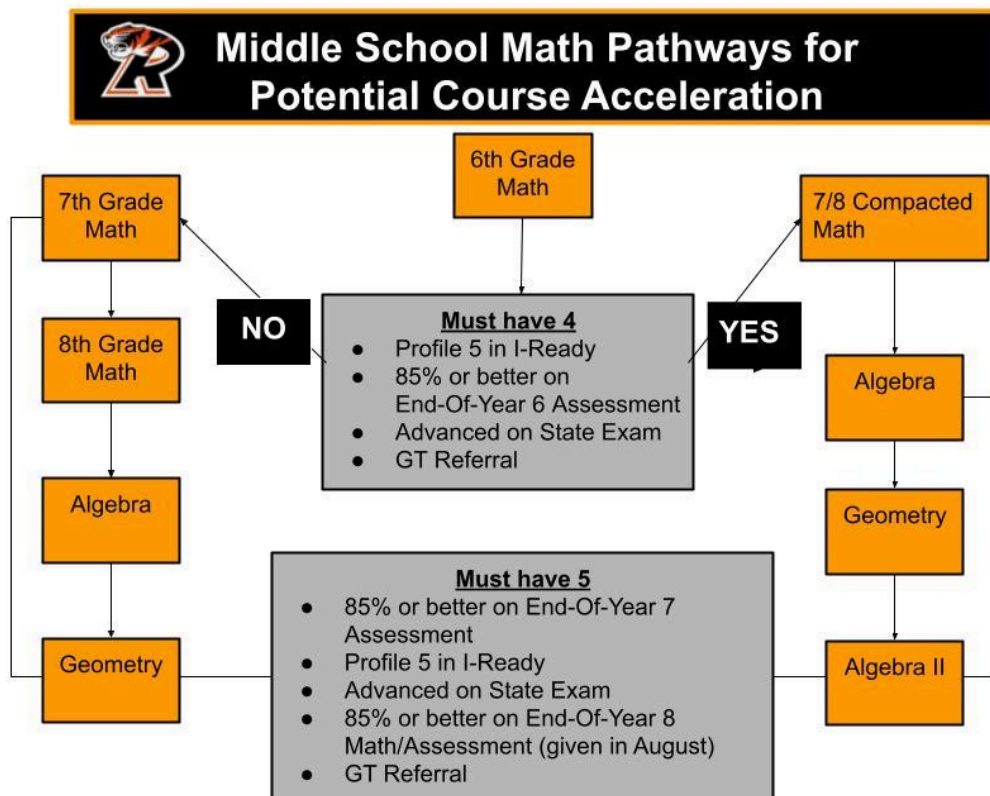 Middle School Math Pathways for
Potential Course Acceleration
6th Grade
Math
7th Grade
Math
7/8 Compacted
Math
NO
YES
Must have 4
● Profile 5 in I-Ready
● 85% or better on
End-Of-Year 6 Assessment
● Advanced on State Exam
● GT Referral
8th Grade
Math
Algebra
Algebra
Geometry
Geometry
Algebra II
Must have 5
● 85% or better on End-Of-Year 7
Assessment
● Profile 5 in I-Ready
● Advanced on State Exam
● 85% or better on End-Of-Year 8
Math/Assessment (given in August)
● GT Referral